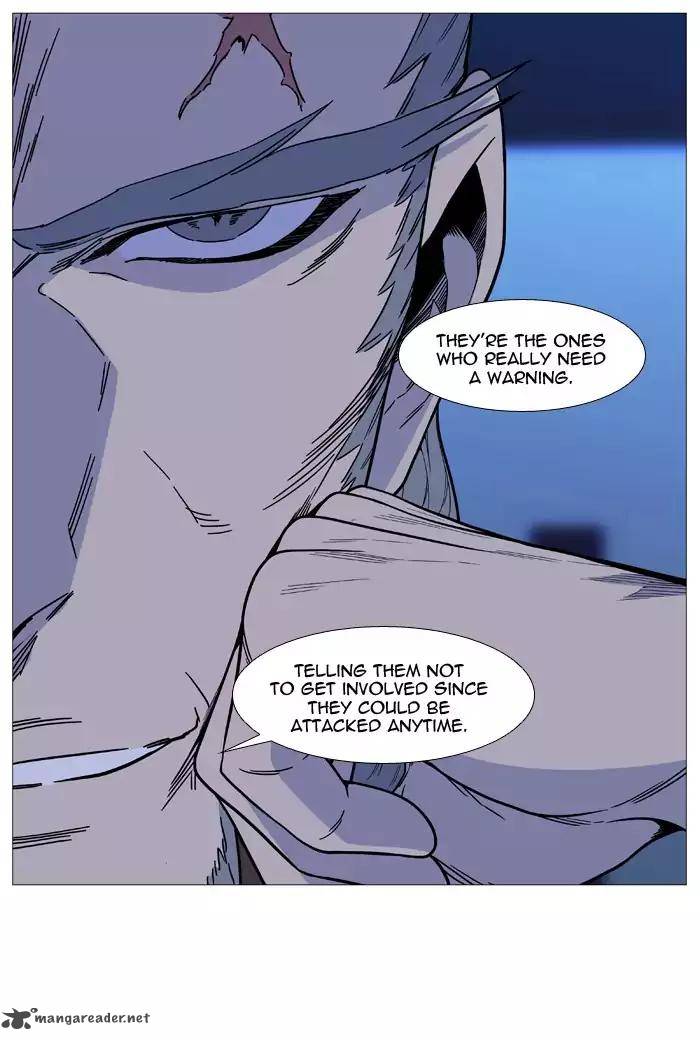 THEY'RE THE ONES
WHO REALLY NEED
A WARNING.
TELLING THEM NOT
TO GET INVOLVED SINCE
THEY COULD BE
ATTACKED ANYTIME.
mangareader.net